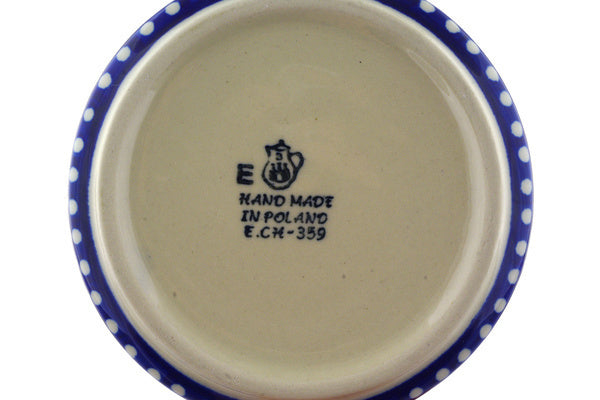 E
HAND MADE
IN POLAND
E.CH-359